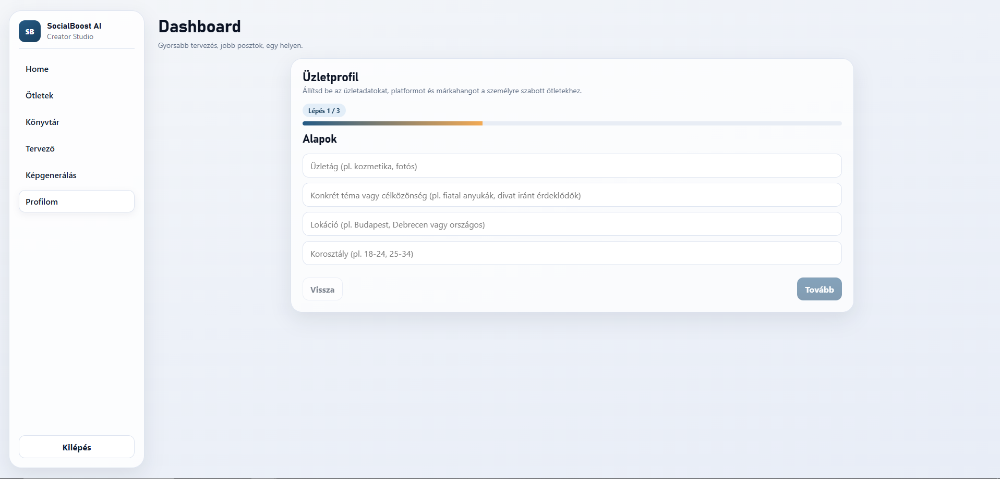 SB
SocialBoost AI
Creator Studio
Home
Ötletek
Könyvtár
Tervező
Képgenerálás
Profilom
Kilépés
Dashboard
Gyorsabb tervezés, jobb posztok, egy helyen.
Üzletprofil
Állítsd be az üzletadatokat, platformot és márkahangot a személyre szabott ötletekhez.
Lépés 1 / 3
Alapok
Üzletág (pl. kozmetika, fotós)
Konkrét téma vagy célközönség (pl. fiatal anyukák, divat iránt érdeklődők)
Lokáció (pl. Budapest, Debrecen vagy országos)
Korosztály (pl. 18-24, 25-34)
Vissza
Tovább